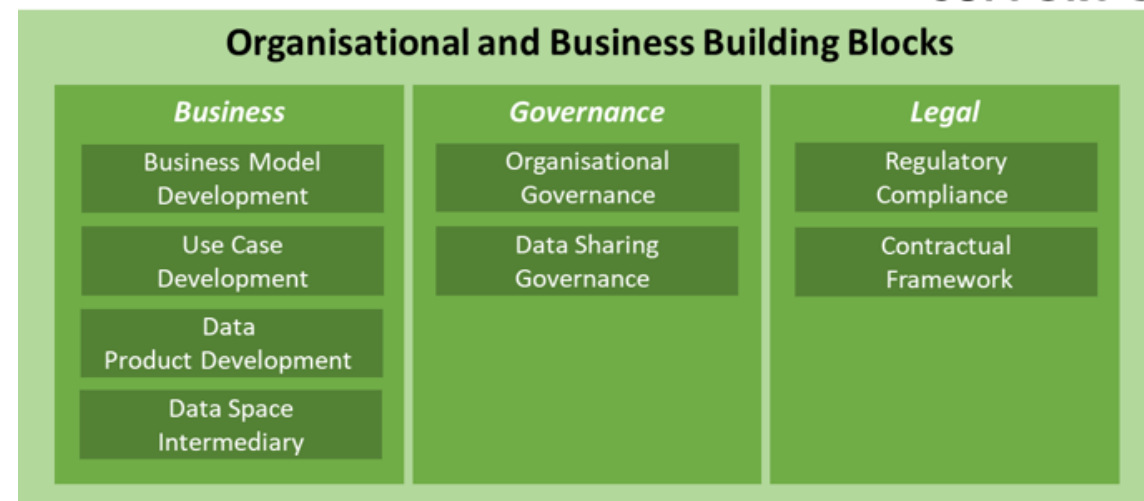 Organisational and Business Building Blocks
Business
Business Model
Development
Use Case
Development
Data
Product Development
Data Space
Intermediary
Governance
Organisational
Governance
Data Sharing
Governance
Legal
Regulatory
Compliance
Contractual
Framework